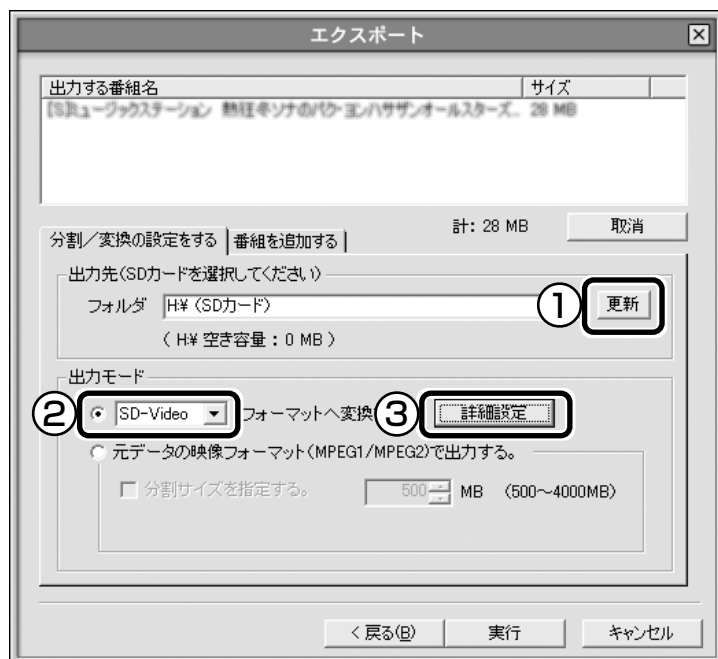 エクスポート
出力する番組名 サイズ
[S]ミュージックステーション 熱狂冬ソナのパク・ヨンハサザンオールスターズ... 28 MB
計: 28 MB 取消
分割/変換の設定をする 番組を追加する
出力先(SDカードを選択してください)
フォルダ H:¥ (SDカード) ① 更新
( H:¥ 空き容量 : 0 MB )
出力モード
② SD-Video フォーマットへ変換 ③ 詳細設定
元データの映像フォーマット(MPEG1/MPEG2)で出力する。
分割サイズを指定する。 500 MB (500~4000MB)
< 戻る(B) 実行 キャンセル